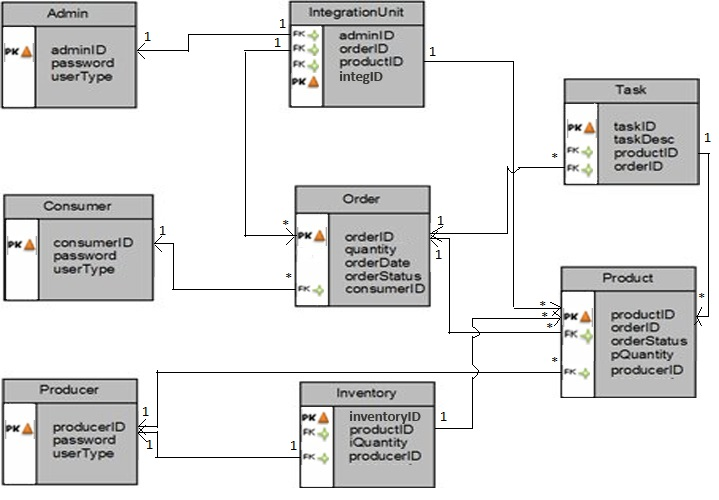 Admin
PK adminID
password
userType
1
1
1
IntegrationUnit
FK adminID
FK orderID
FK productID
PK integID
1
Task
PK taskID
taskDesc
FK productID
FK orderID
1
*
*
Consumer
PK consumerID
password
userType
1
Order
PK orderID
quantity
orderDate
orderStatus
FK consumerID
*
*
1
1
Product
PK productID
FK orderID
orderStatus
pQuantity
FK producerID
*
*
*
*
Producer
PK producerID
password
userType
1
1
Inventory
PK inventoryID
FK productID
iQuantity
FK producerID
1
1